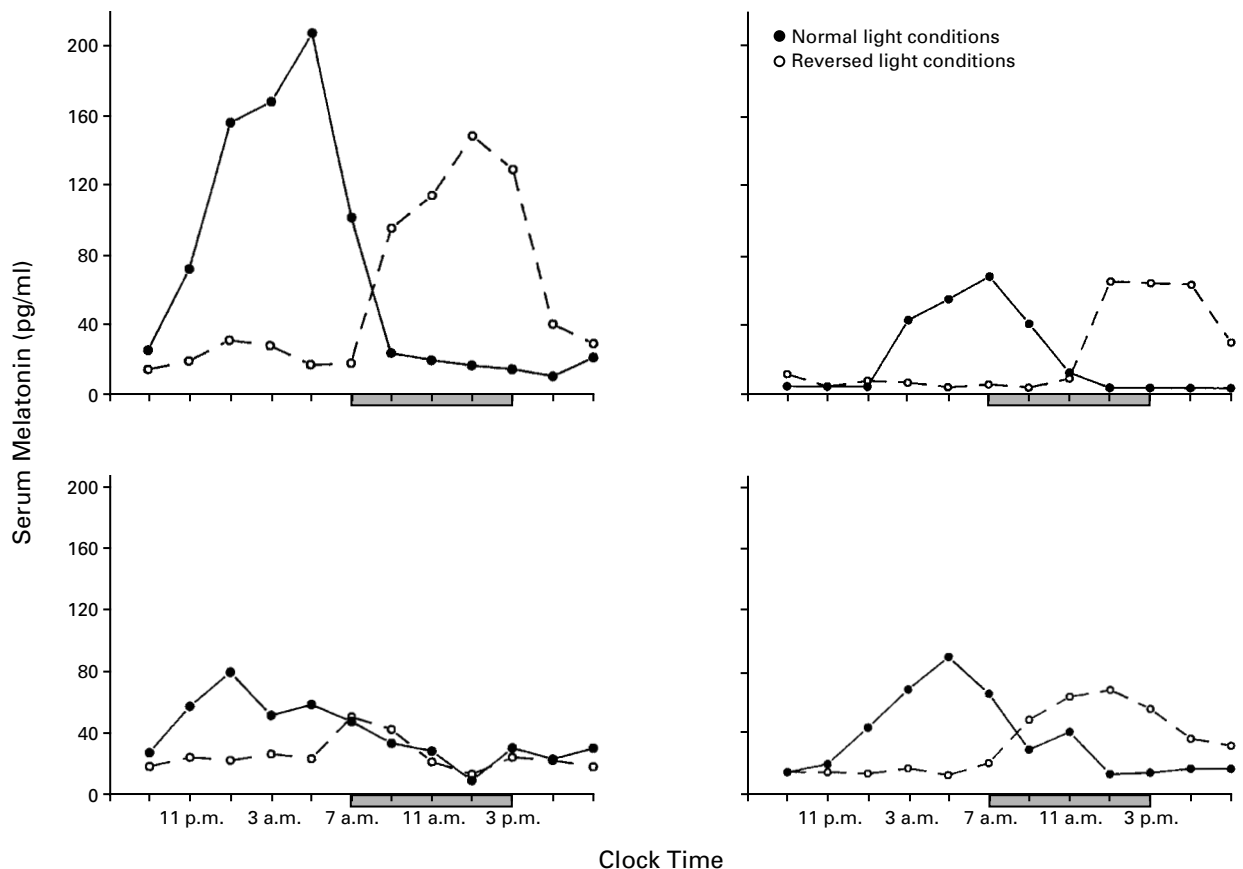 Serum Melatonin (pg/ml)
200
160
120
80
40
0
Normal light conditions
Reversed light conditions
200
160
120
80
40
0
11 p.m. 3 a.m. 7 a.m. 11 a.m. 3 p.m.
11 p.m. 3 a.m. 7 a.m. 11 a.m. 3 p.m.
Clock Time